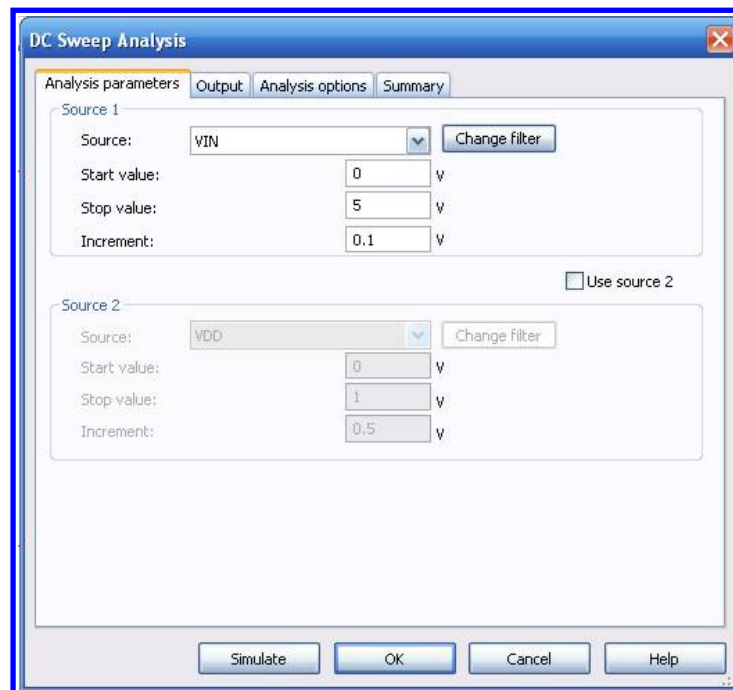 DC Sweep Analysis
Analysis parameters Output Analysis options Summary
Source 1
Source: VIN Change filter
Start value: 0 V
Stop value: 5 V
Increment: 0.1 V
Use source 2
Source 2
Source: VDD Change filter
Start value: 0 V
Stop value: 1 V
Increment: 0.5 V
Simulate OK Cancel Help